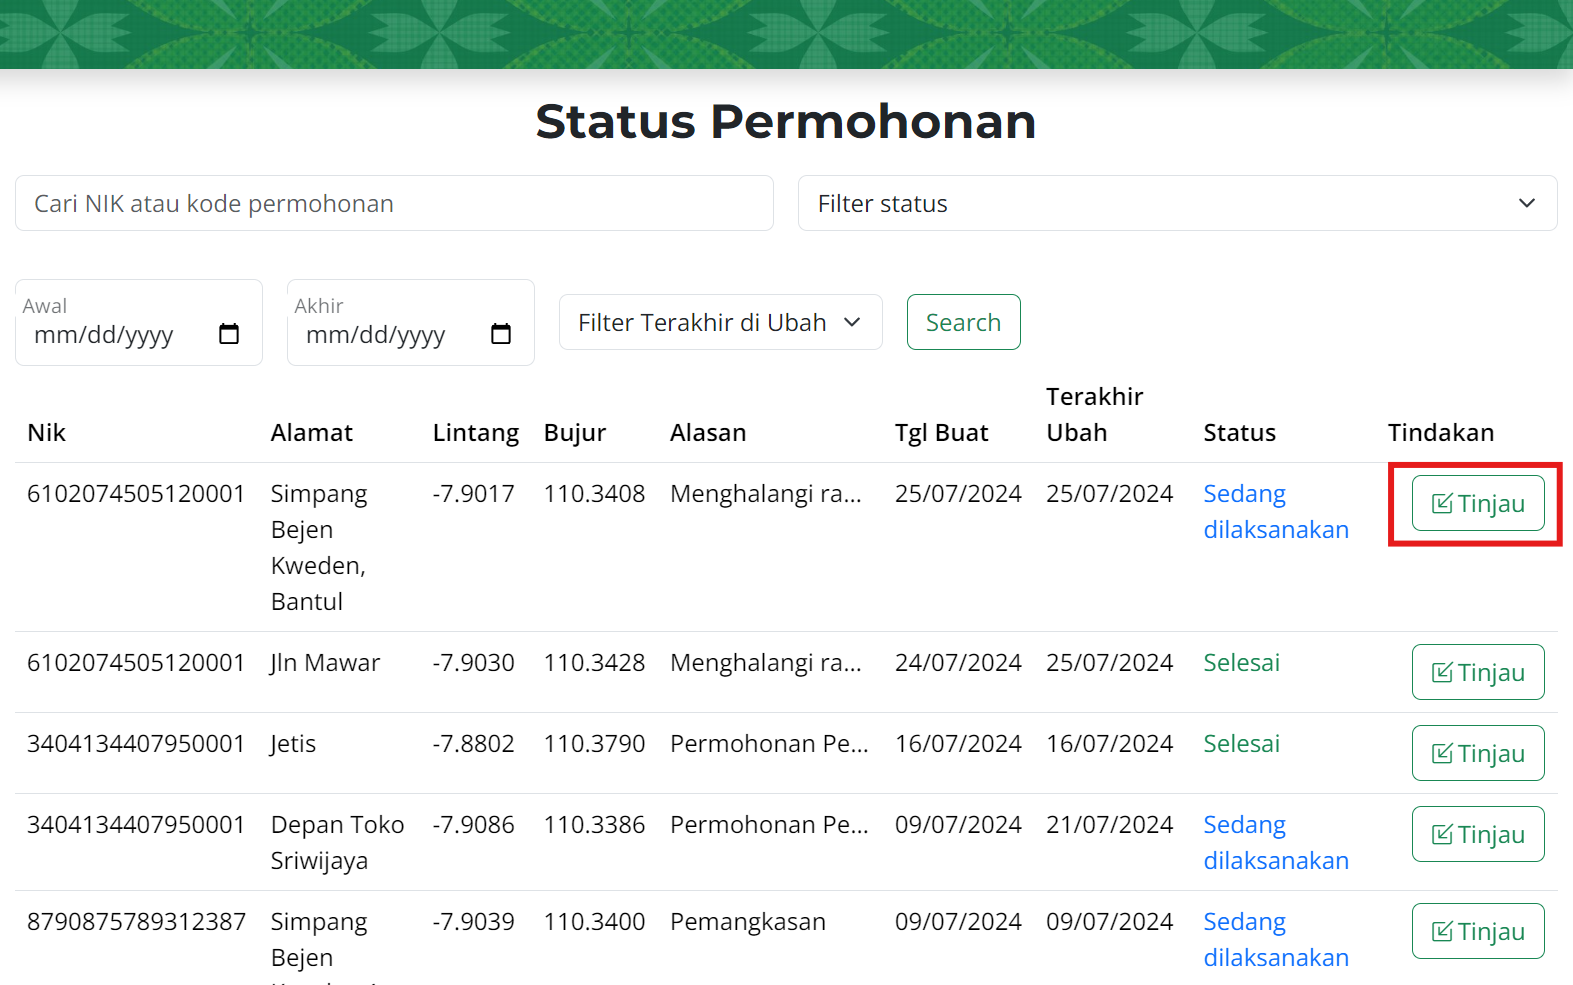 Status Permohonan
Cari NIK atau kode permohonan
Filter status
Awal
mm/dd/yyyy
Akhir
mm/dd/yyyy
Filter Terakhir di Ubah
Search
Nik Alamat Lintang Bujur Alasan Tgl Buat Terakhir Ubah Status Tindakan
6102074505120001 Simpang -7.9017 110.3408 Menghalangi ra... 25/07/2024 25/07/2024 Sedang Tinjau
Bejen dilaksanakan
Kweden,
Bantul
6102074505120001 Jln Mawar -7.9030 110.3428 Menghalangi ra... 24/07/2024 25/07/2024 Selesai Tinjau
3404134407950001 Jetis -7.8802 110.3790 Permohonan Pe... 16/07/2024 16/07/2024 Selesai Tinjau
3404134407950001 Depan Toko -7.9086 110.3386 Permohonan Pe... 09/07/2024 21/07/2024 Sedang Tinjau
Sriwijaya dilaksanakan
8790875789312387 Simpang -7.9039 110.3400 Pemangkasan 09/07/2024 09/07/2024 Sedang Tinjau
Bejen dilaksanakan